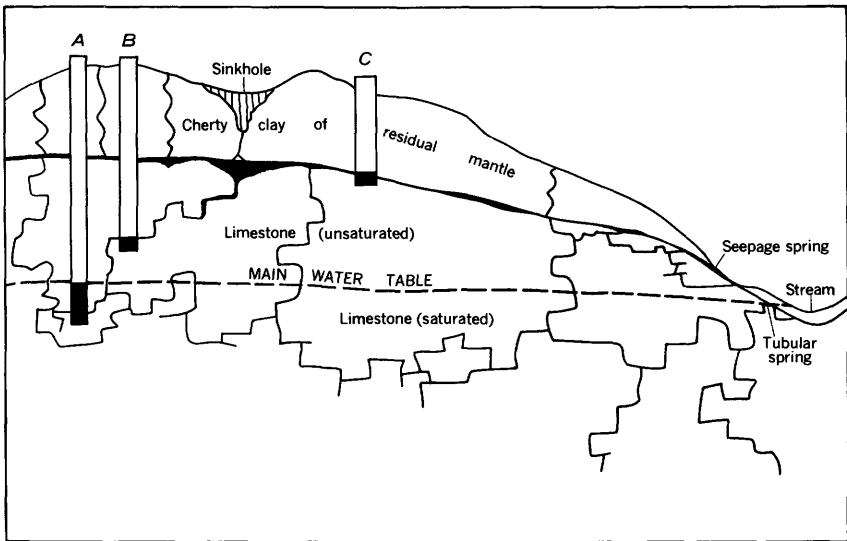 A
B
C
Sinkhole
Cherty clay of residual mantle
Limestone (unsaturated)
Seepage spring
MAIN WATER TABLE
Stream
Limestone (saturated)
Tubular
spring